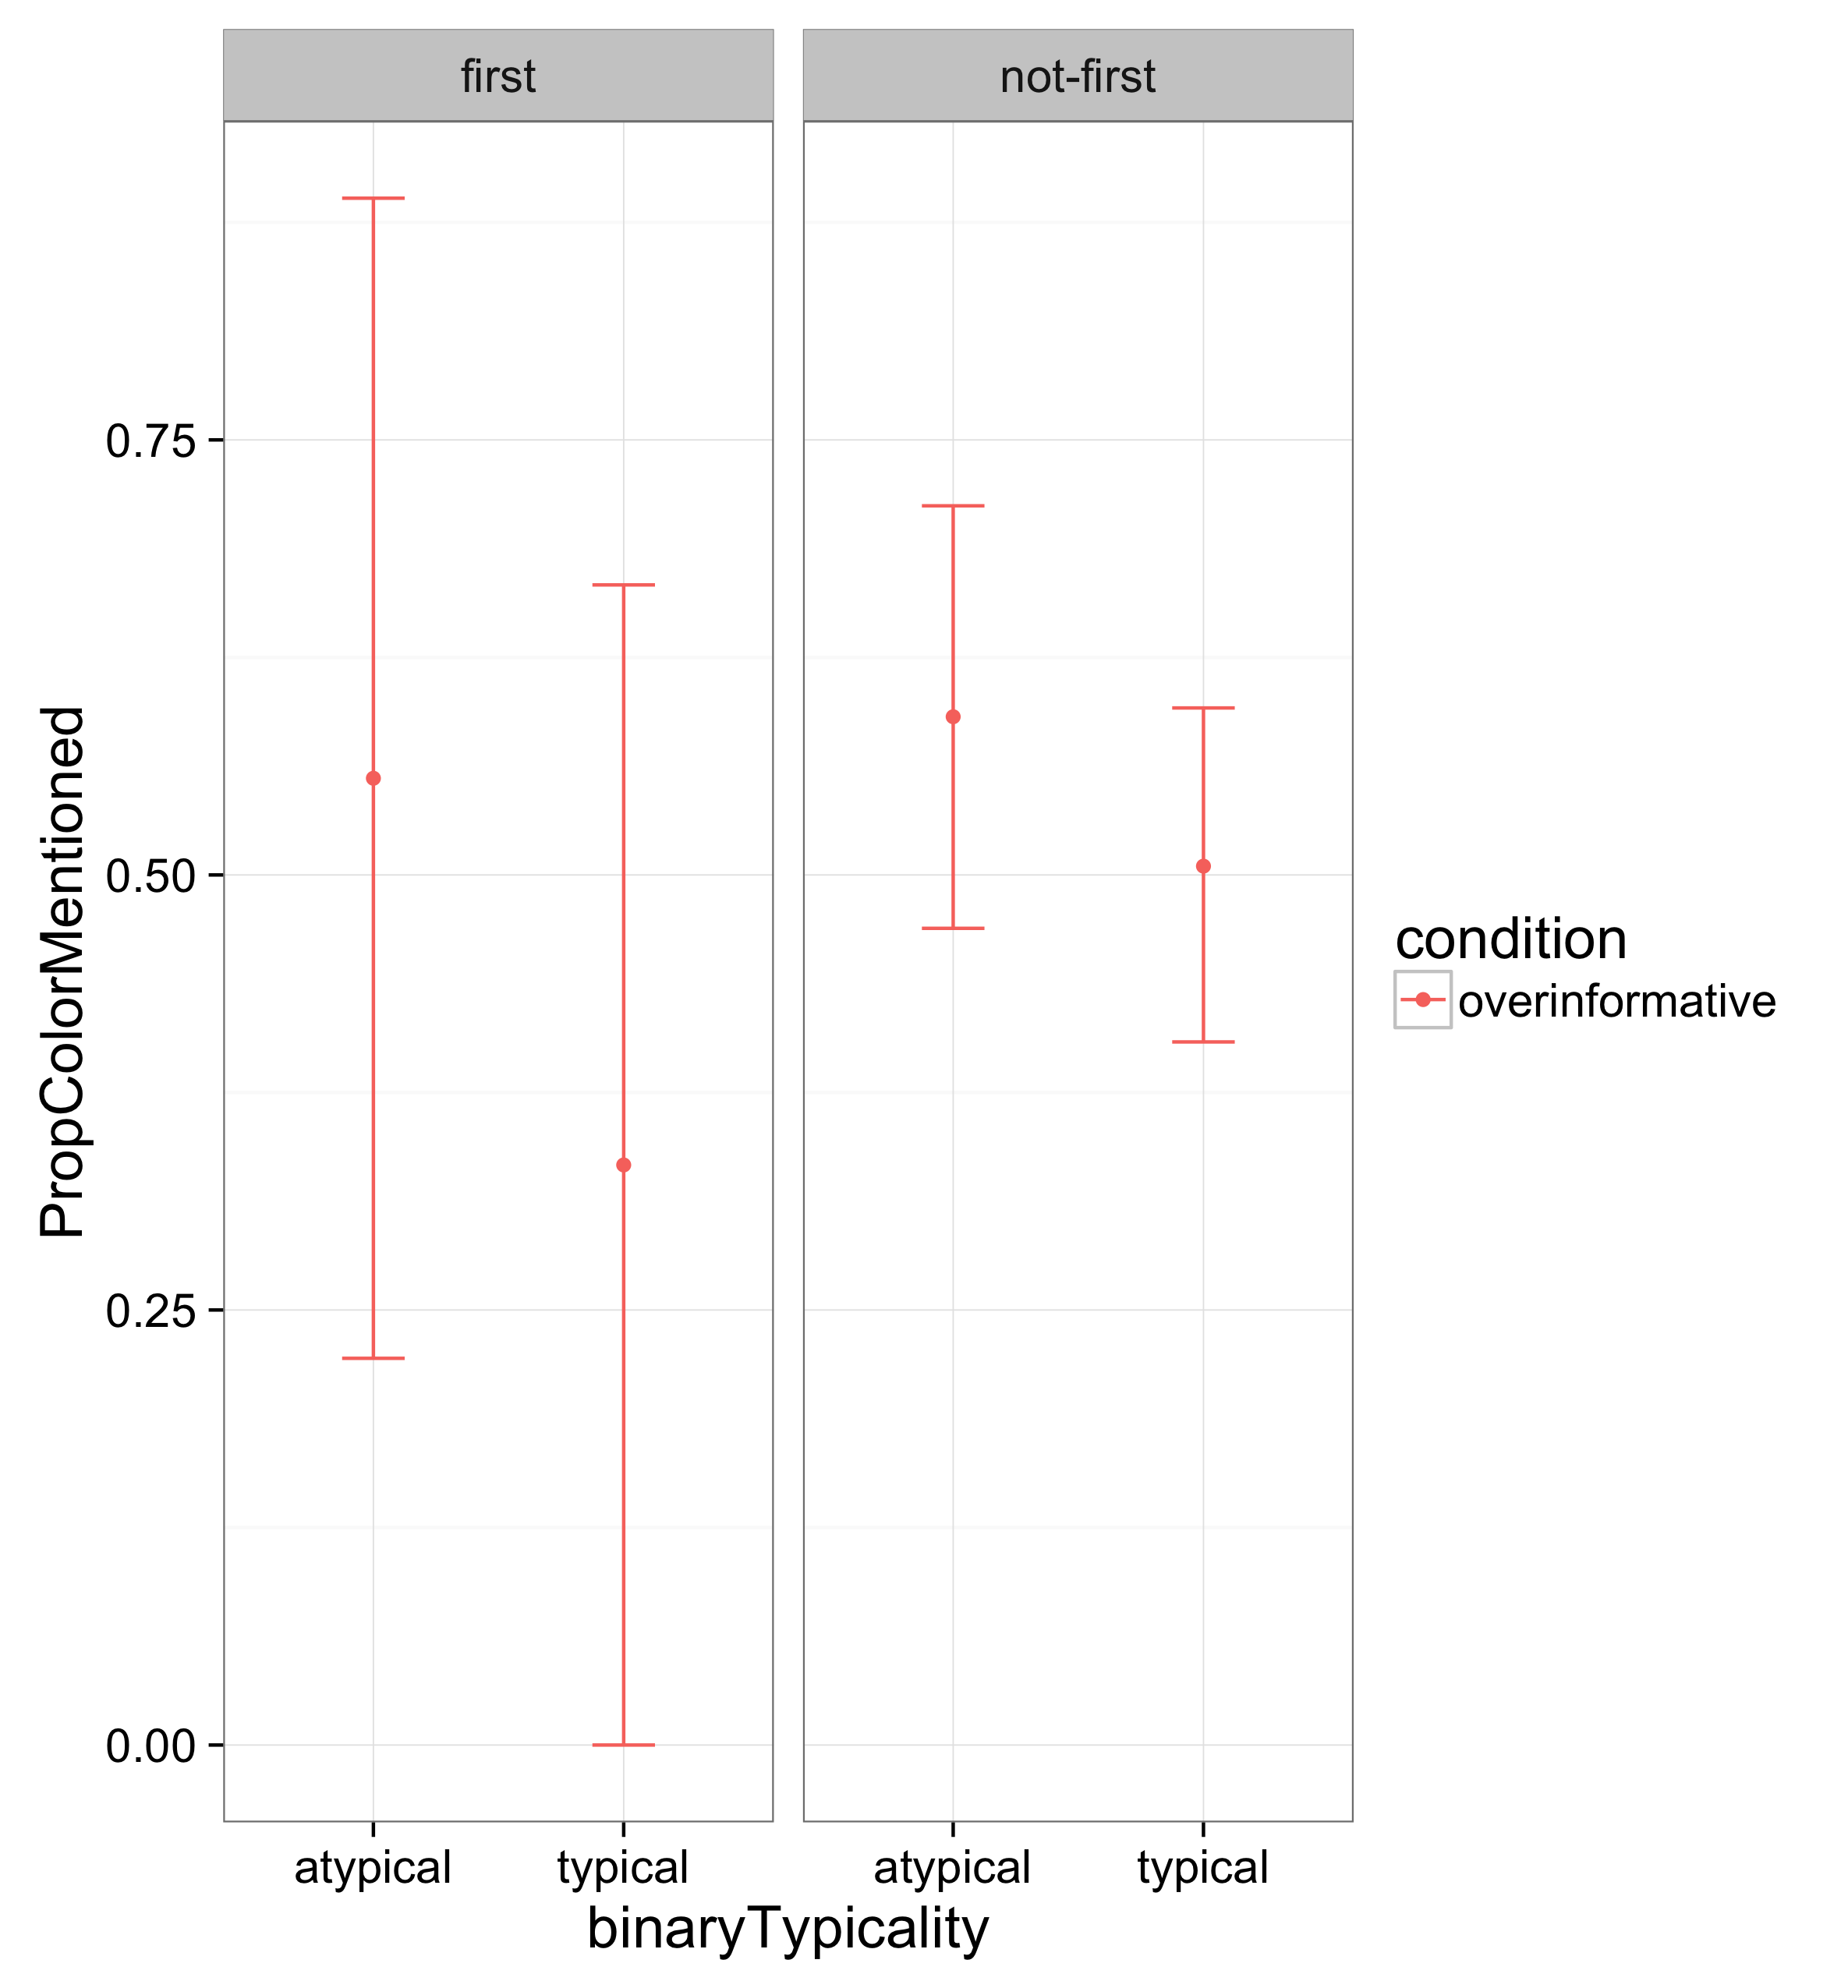 first
not-first
PropColorMentioned
0.75
0.50
0.25
0.00
atypical
typical
atypical
typical
binaryTypicality
condition
overinformative